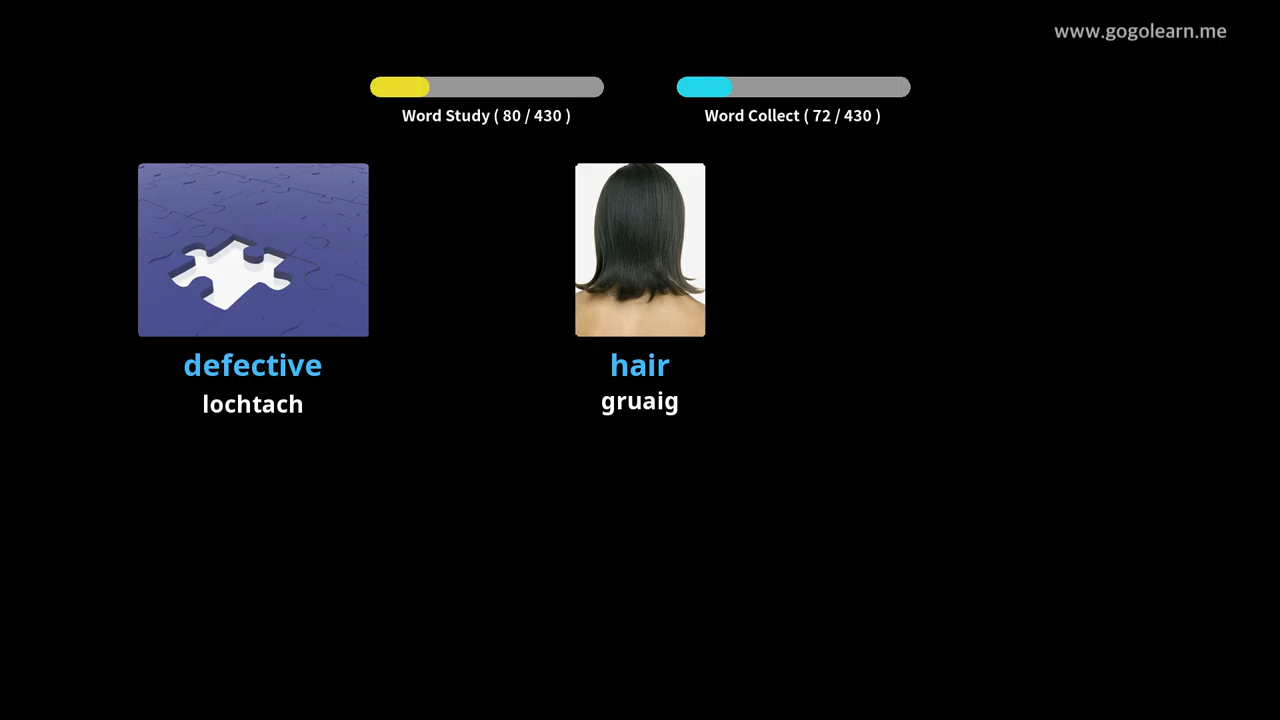 www.gogolearn.me
Word Study ( 80 / 430 )
Word Collect ( 72 / 430 )
defective
lochtach
hair
gruaig